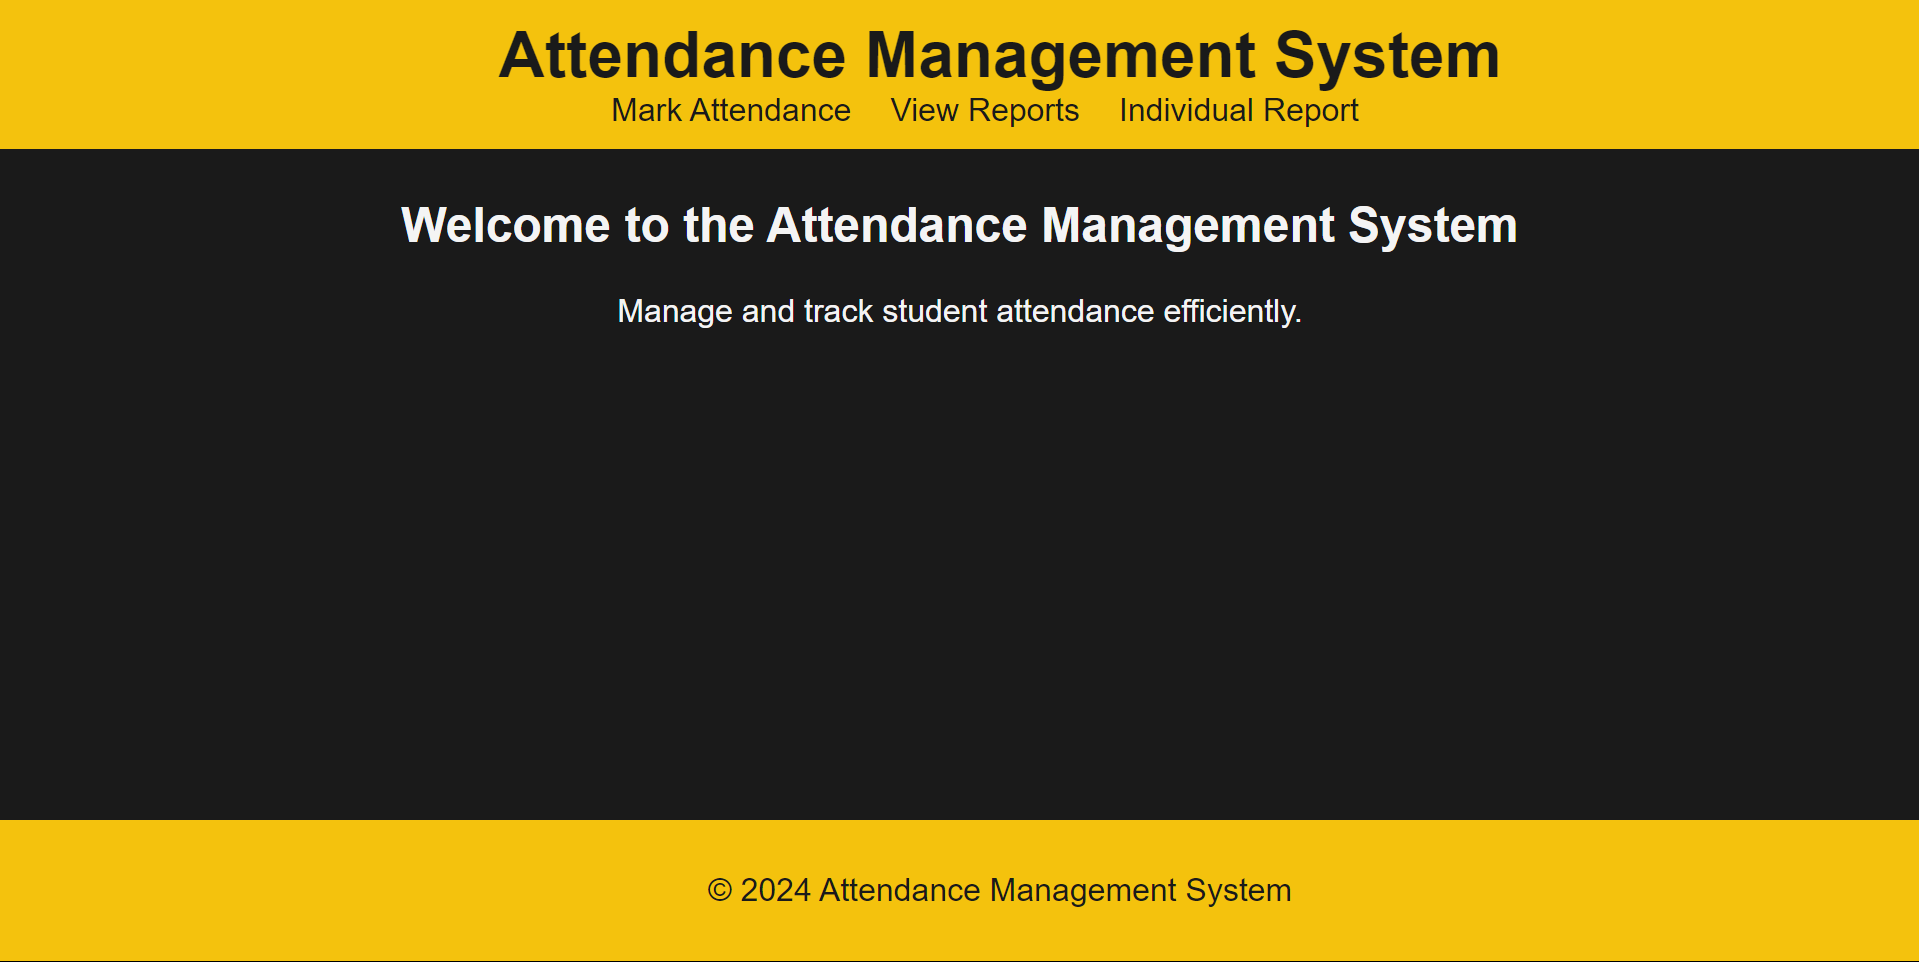 Attendance Management System
Mark Attendance View Reports Individual Report
Welcome to the Attendance Management System
Manage and track student attendance efficiently.
© 2024 Attendance Management System